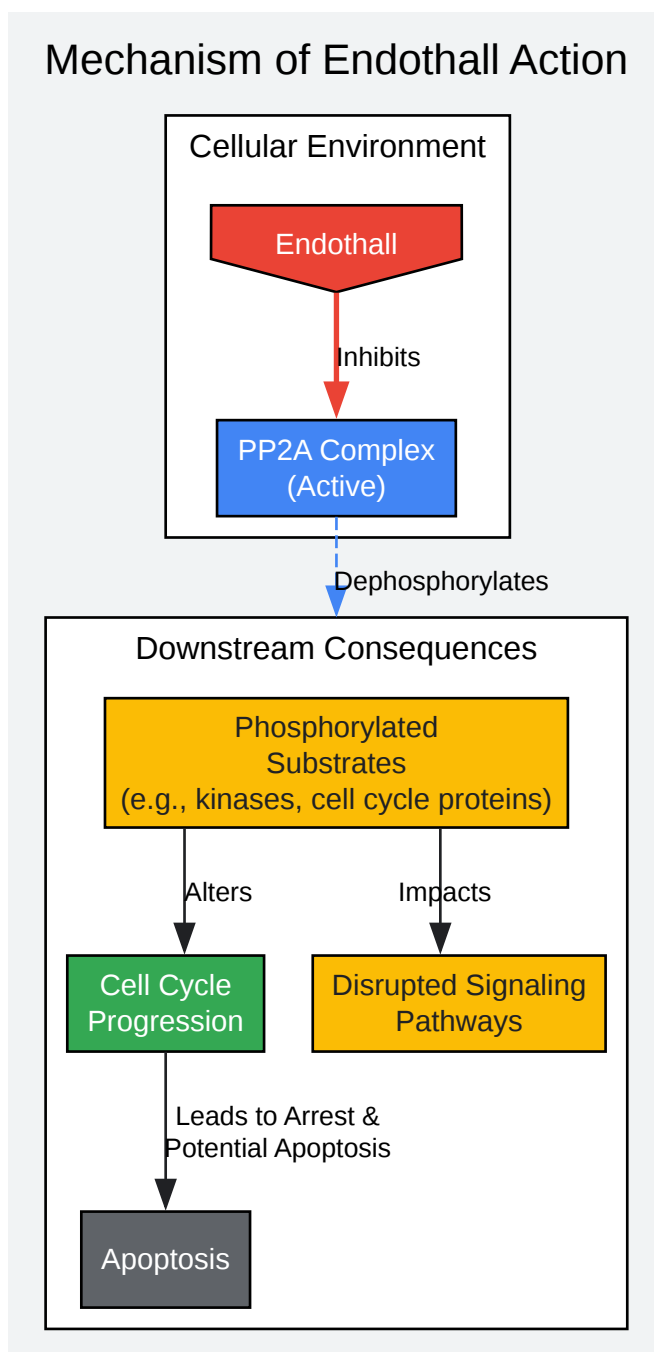 Mechanism of Endothall Action
Cellular Environment
Endothall
Inhibits
PP2A Complex
(Active)
Dephosphorylates
Downstream Consequences
Phosphorylated
Substrates
(e.g., kinases, cell cycle proteins)
Alters
Impacts
Cell Cycle
Progression
Disrupted Signaling
Pathways
Leads to Arrest &
Potential Apoptosis
Apoptosis